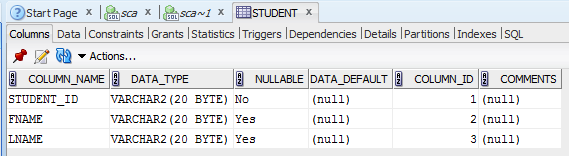 Start Page sca sca~1 STUDENT
Columns Data Constraints Grants Statistics Triggers Dependencies Details Partitions Indexes SQL
Actions...
COLUMN_NAME DATA_TYPE NULLABLE DATA_DEFAULT COLUMN_ID COMMENTS
STUDENT_ID VARCHAR2(20 BYTE) No (null) 1 (null)
FNAME VARCHAR2(20 BYTE) Yes (null) 2 (null)
LNAME VARCHAR2(20 BYTE) Yes (null) 3 (null)